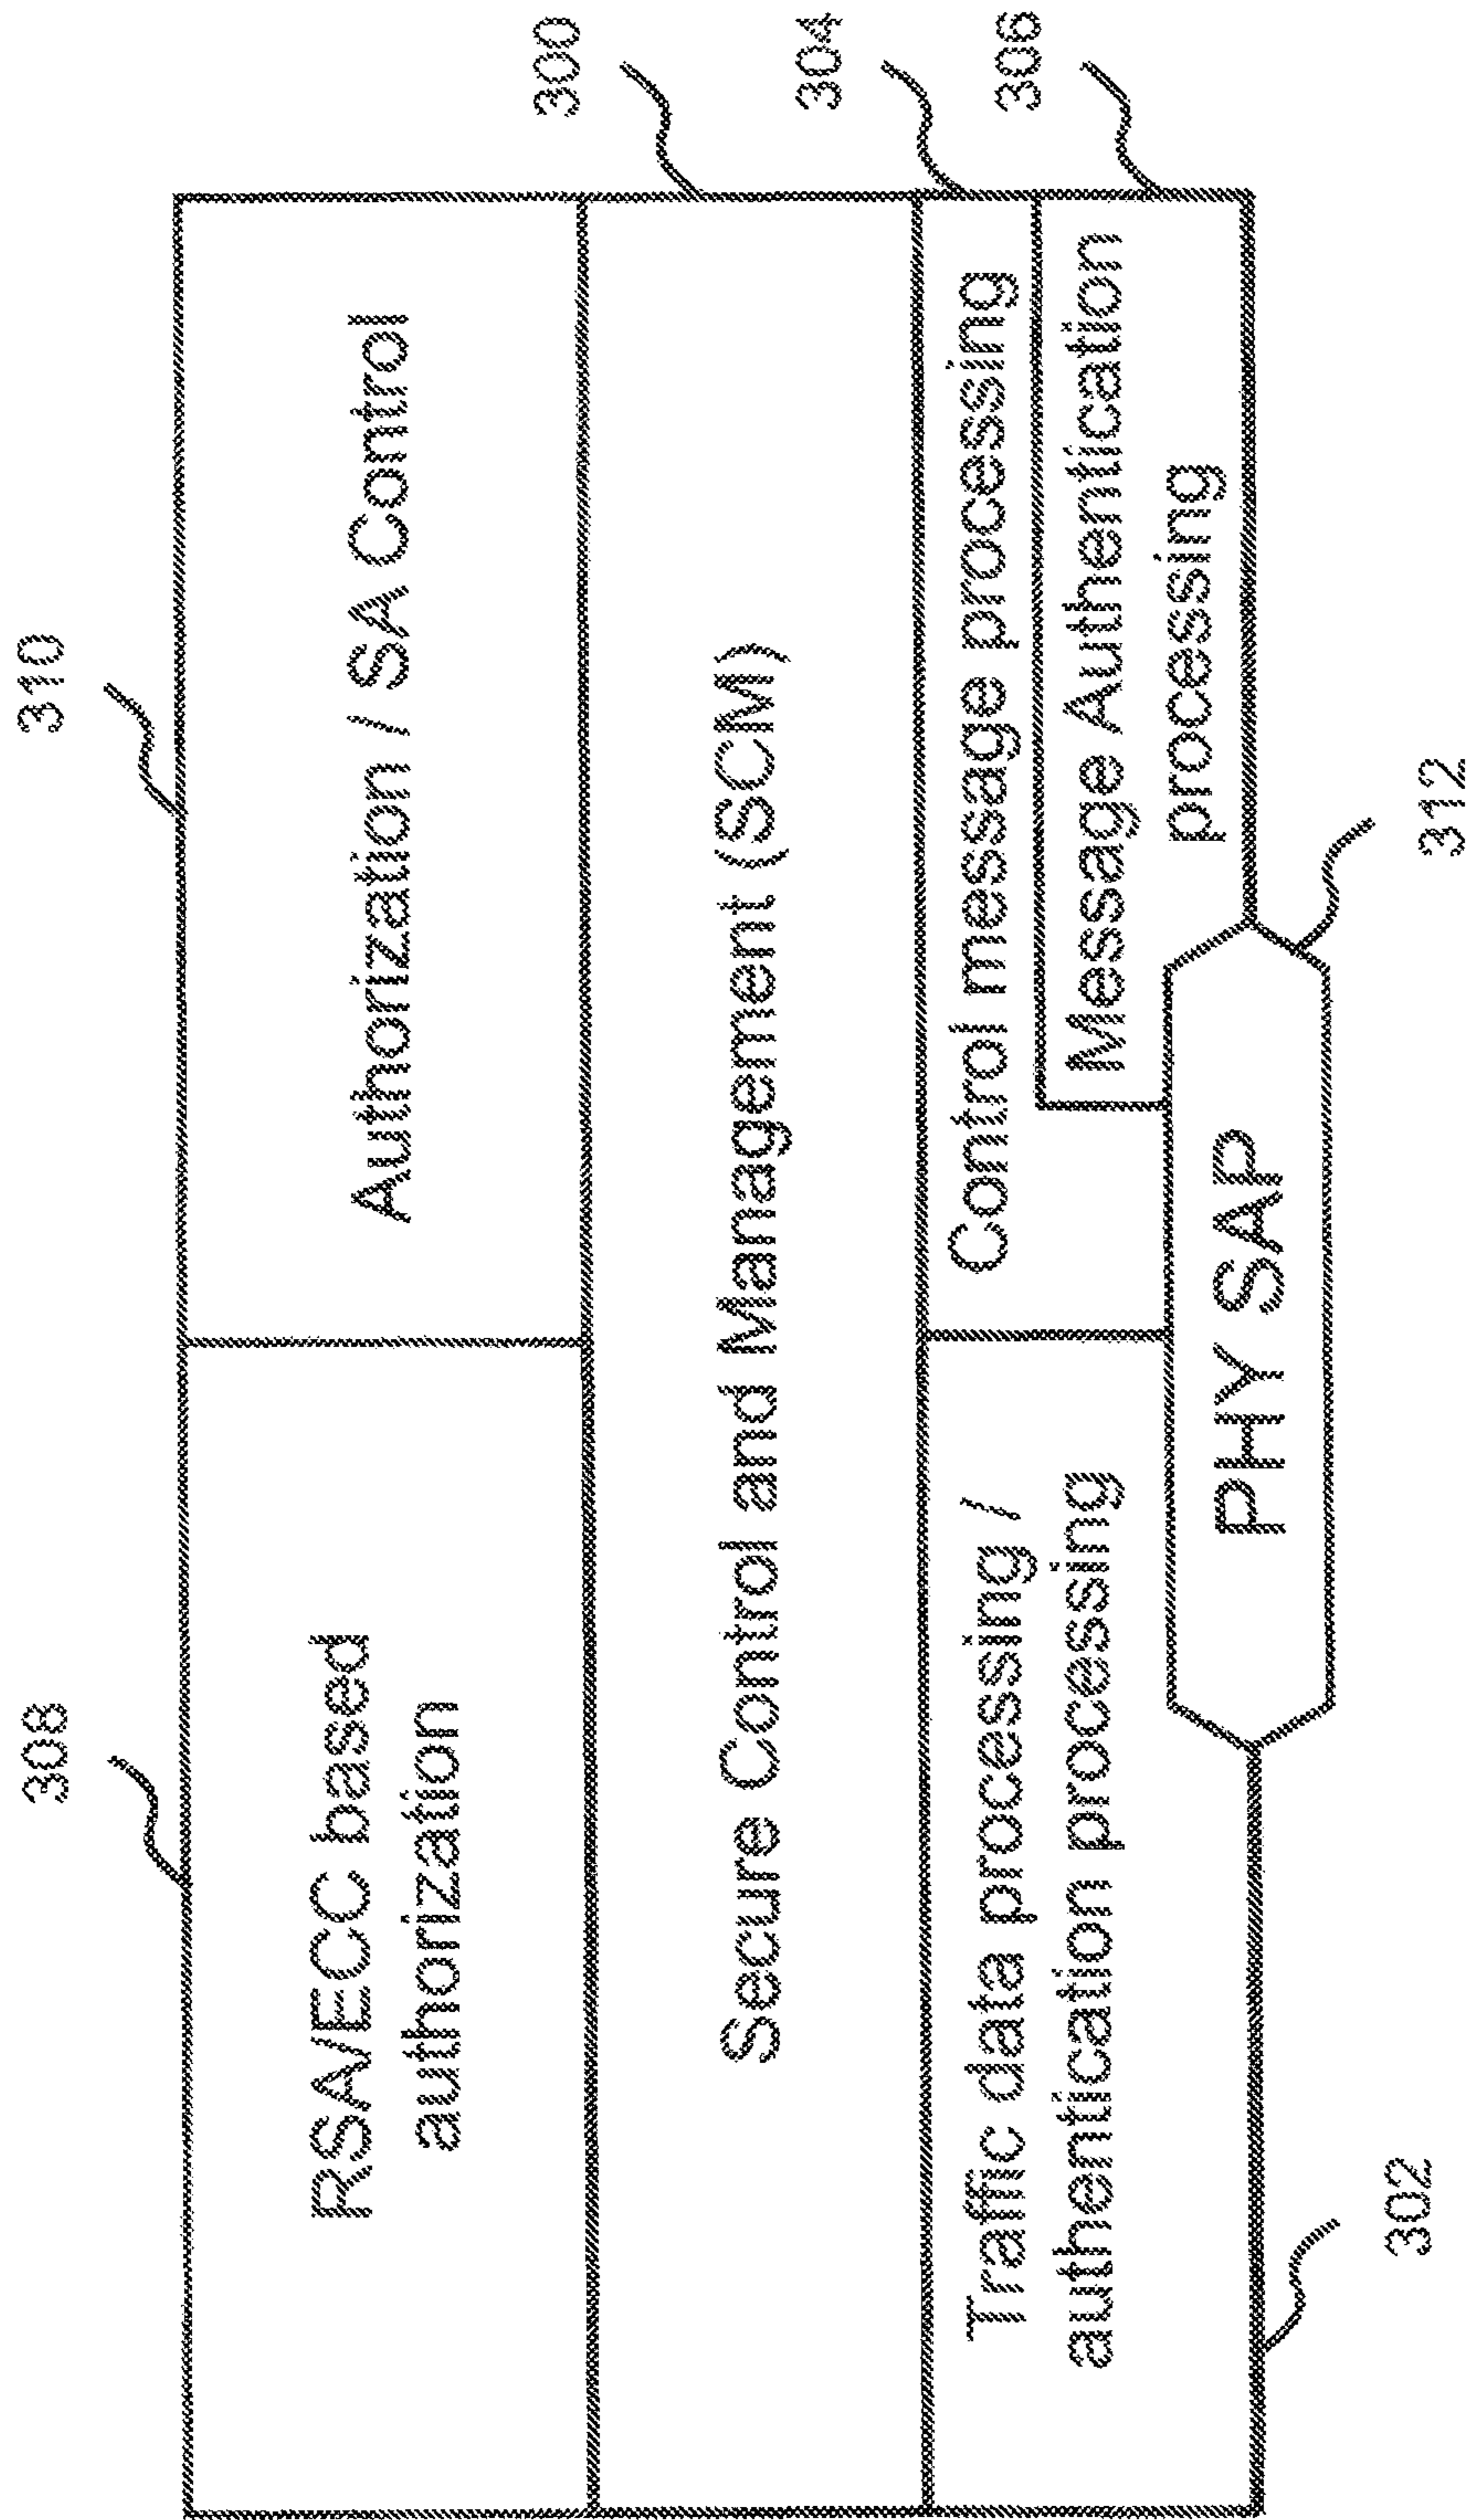 308
310
RSA/ECC based
authorization
Authorization / SA Control
300
Secure Control and Management (SCM)
304
Traffic data processing /
authentication processing
Control message processing
306
Message Authentication
processing
PHY SAP
302
312